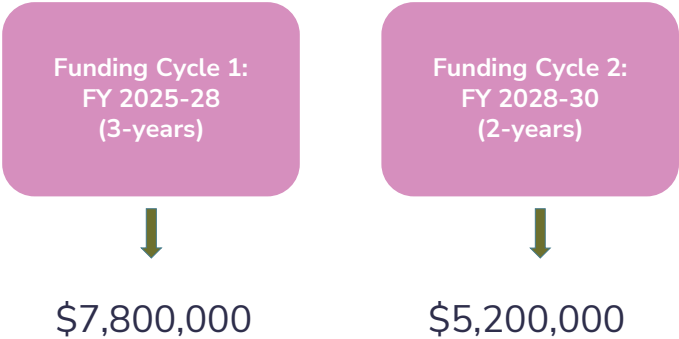 Funding Cycle 1:
FY 2025-28
(3-years)
Funding Cycle 2:
FY 2028-30
(2-years)
$7,800,000
$5,200,000